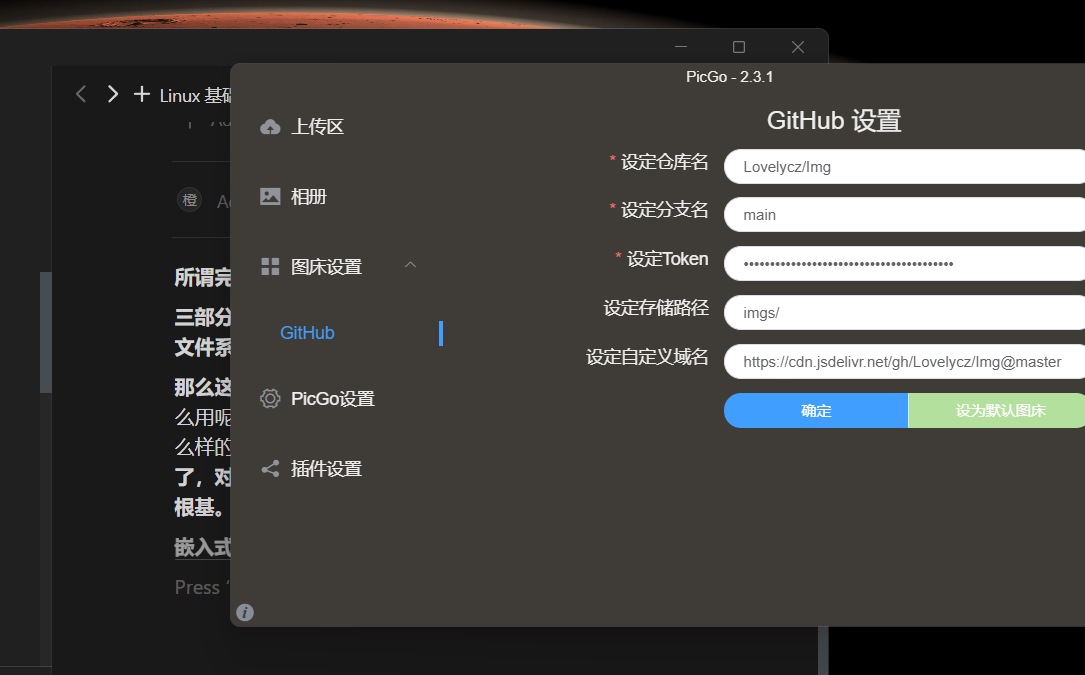 Linux 基础
橙
所谓完
三部分
文件系
那么这
么用呢
么样的
了，对
根基。
嵌入式
Press '
PicGo - 2.3.1
上传区
相册
图床设置
GitHub
PicGo设置
插件设置
GitHub 设置
* 设定仓库名
Lovelycz/Img
* 设定分支名
main
* 设定Token
••••••••••••••••••••••••••••••••••••••••
设定存储路径
imgs/
设定自定义域名
https://cdn.jsdelivr.net/gh/Lovelycz/Img@master
确定
设为默认图床